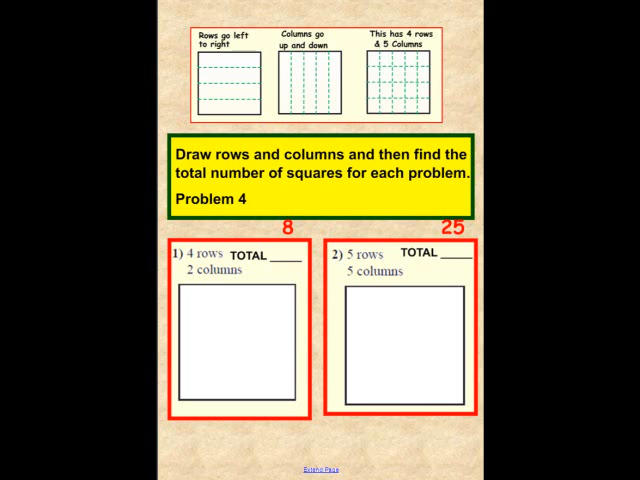 Rows go left
to right
Columns go
up and down
This has 4 rows
& 5 Columns
Draw rows and columns and then find the
total number of squares for each problem.
Problem 4
8
25
1) 4 rows TOTAL _____
2 columns
2) 5 rows TOTAL _____
5 columns
Extend Page